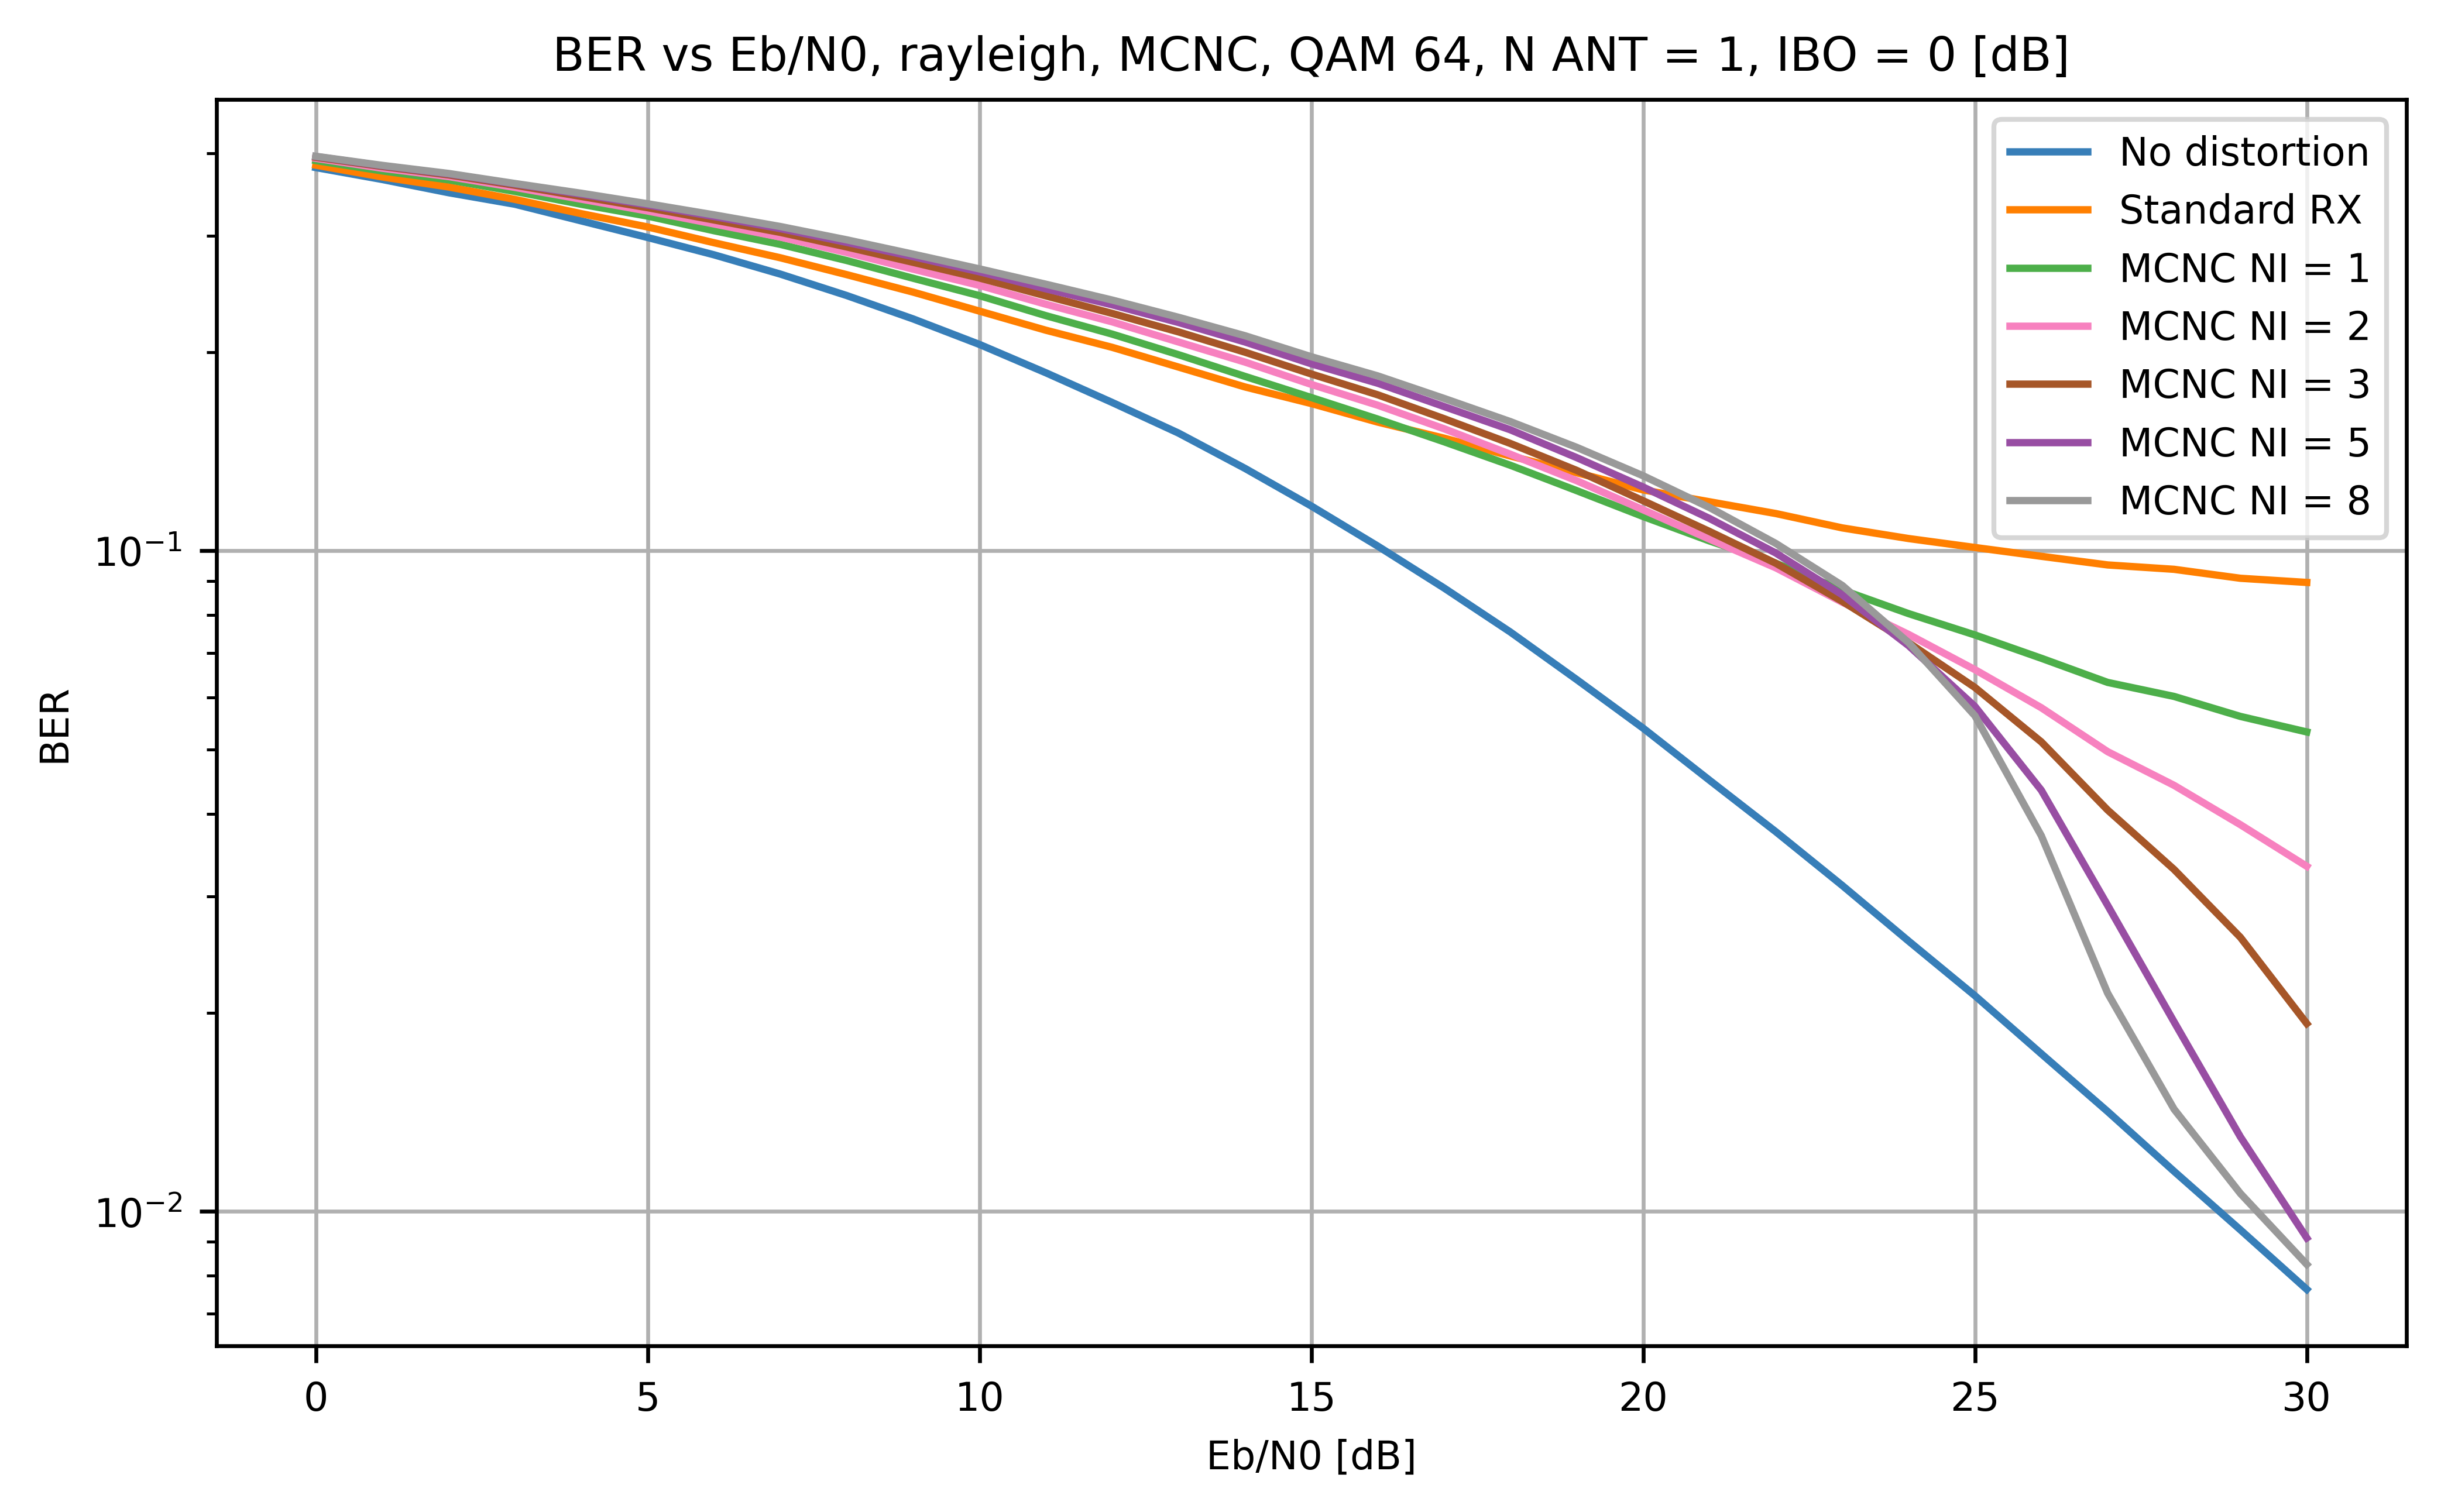 BER vs Eb/N0, rayleigh, MCNC, QAM 64, N ANT = 1, IBO = 0 [dB]
No distortion
Standard RX
MCNC NI = 1
MCNC NI = 2
MCNC NI = 3
MCNC NI = 5
MCNC NI = 8
BER
10⁻¹
10⁻²
0 5 10 15 20 25 30
Eb/N0 [dB]